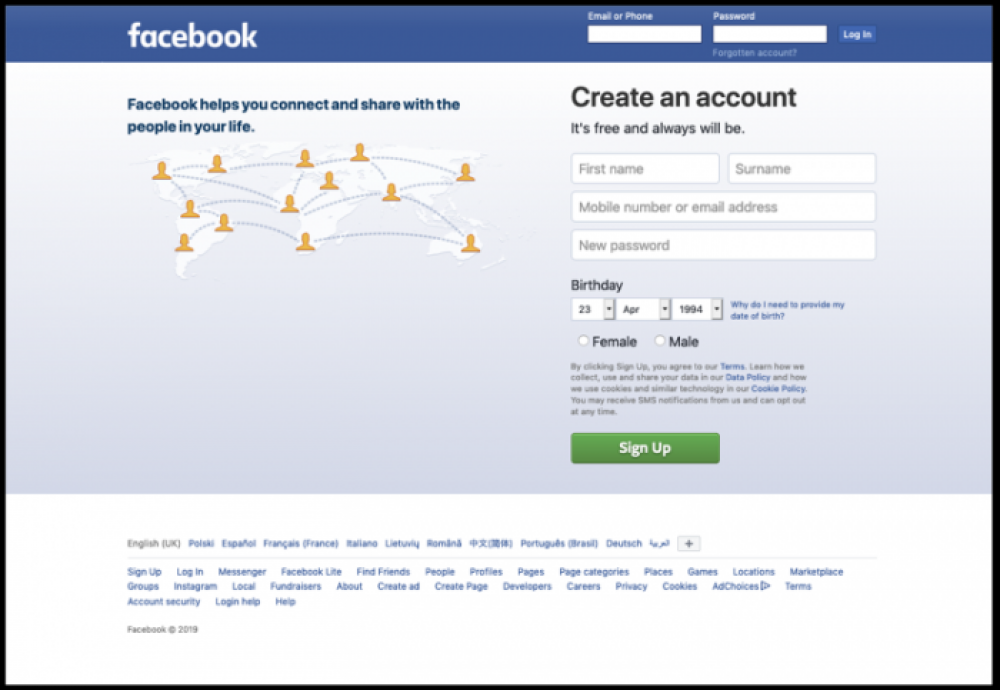 facebook
Email or Phone
Password
Log In
Forgotten account?
Facebook helps you connect and share with the
people in your life.
Create an account
It's free and always will be.
First name
Surname
Mobile number or email address
New password
Birthday
23 Apr 1994
Why do I need to provide my
date of birth?
Female Male
By clicking Sign Up, you agree to our Terms. Learn how we
collect, use and share your data in our Data Policy and how
we use cookies and similar technology in our Cookie Policy.
You may receive SMS notifications from us and can opt out
at any time.
Sign Up
English (UK) Polski Español Français (France) Italiano Lietuvių Română 中文(简体) Português (Brasil) Deutsch العربية +
Sign Up Log In Messenger Facebook Lite Find Friends People Profiles Pages Page categories Places Games Locations Marketplace
Groups Instagram Local Fundraisers About Create ad Create Page Developers Careers Privacy Cookies AdChoices Terms
Account security Login help Help
Facebook © 2019